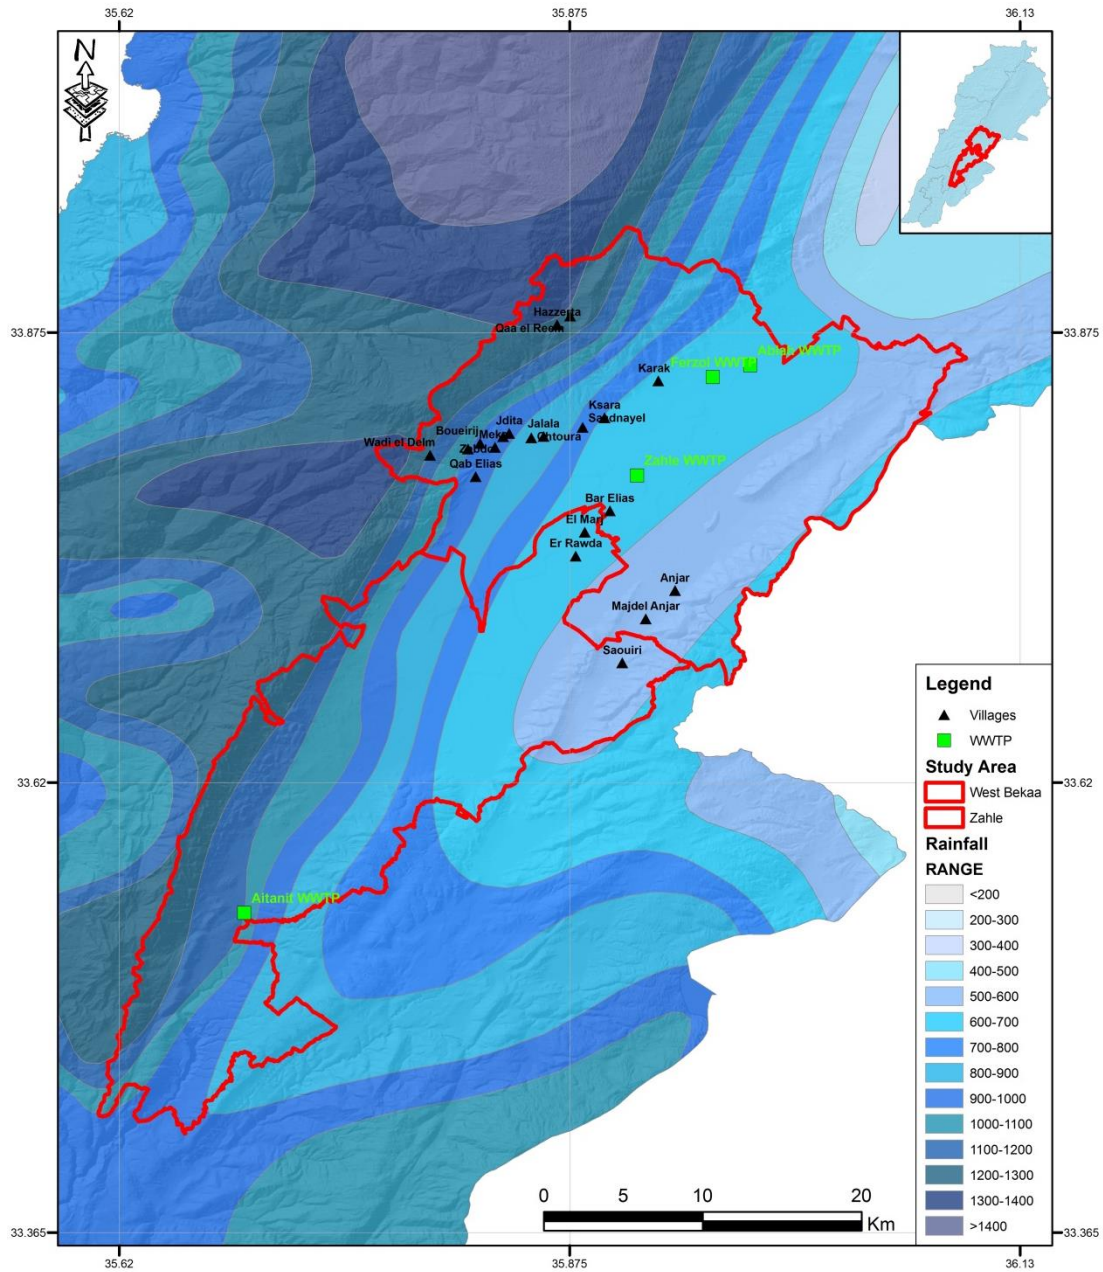 35.62
35.875
36.13
N
33.875
33.875
Hazzerta
Qaa el Reem
Ablah WWTP
Ferzol WWTP
Karak
Ksara
Saadnayel
Jdita
Jalala
Boueirij
Chtoura
Wadi el Delm
Qab Elias
Zahle WWTP
Bar Elias
El Marj
Er Rawda
Anjar
Majdel Anjar
Saouiri
33.62
33.62
Aitanit WWTP
Legend
Villages
WWTP
Study Area
West Bekaa
Zahle
Rainfall
RANGE
<200
200-300
300-400
400-500
500-600
600-700
700-800
800-900
900-1000
1000-1100
1100-1200
1200-1300
1300-1400
>1400
0 5 10 20
Km
33.365
33.365
35.62
35.875
36.13